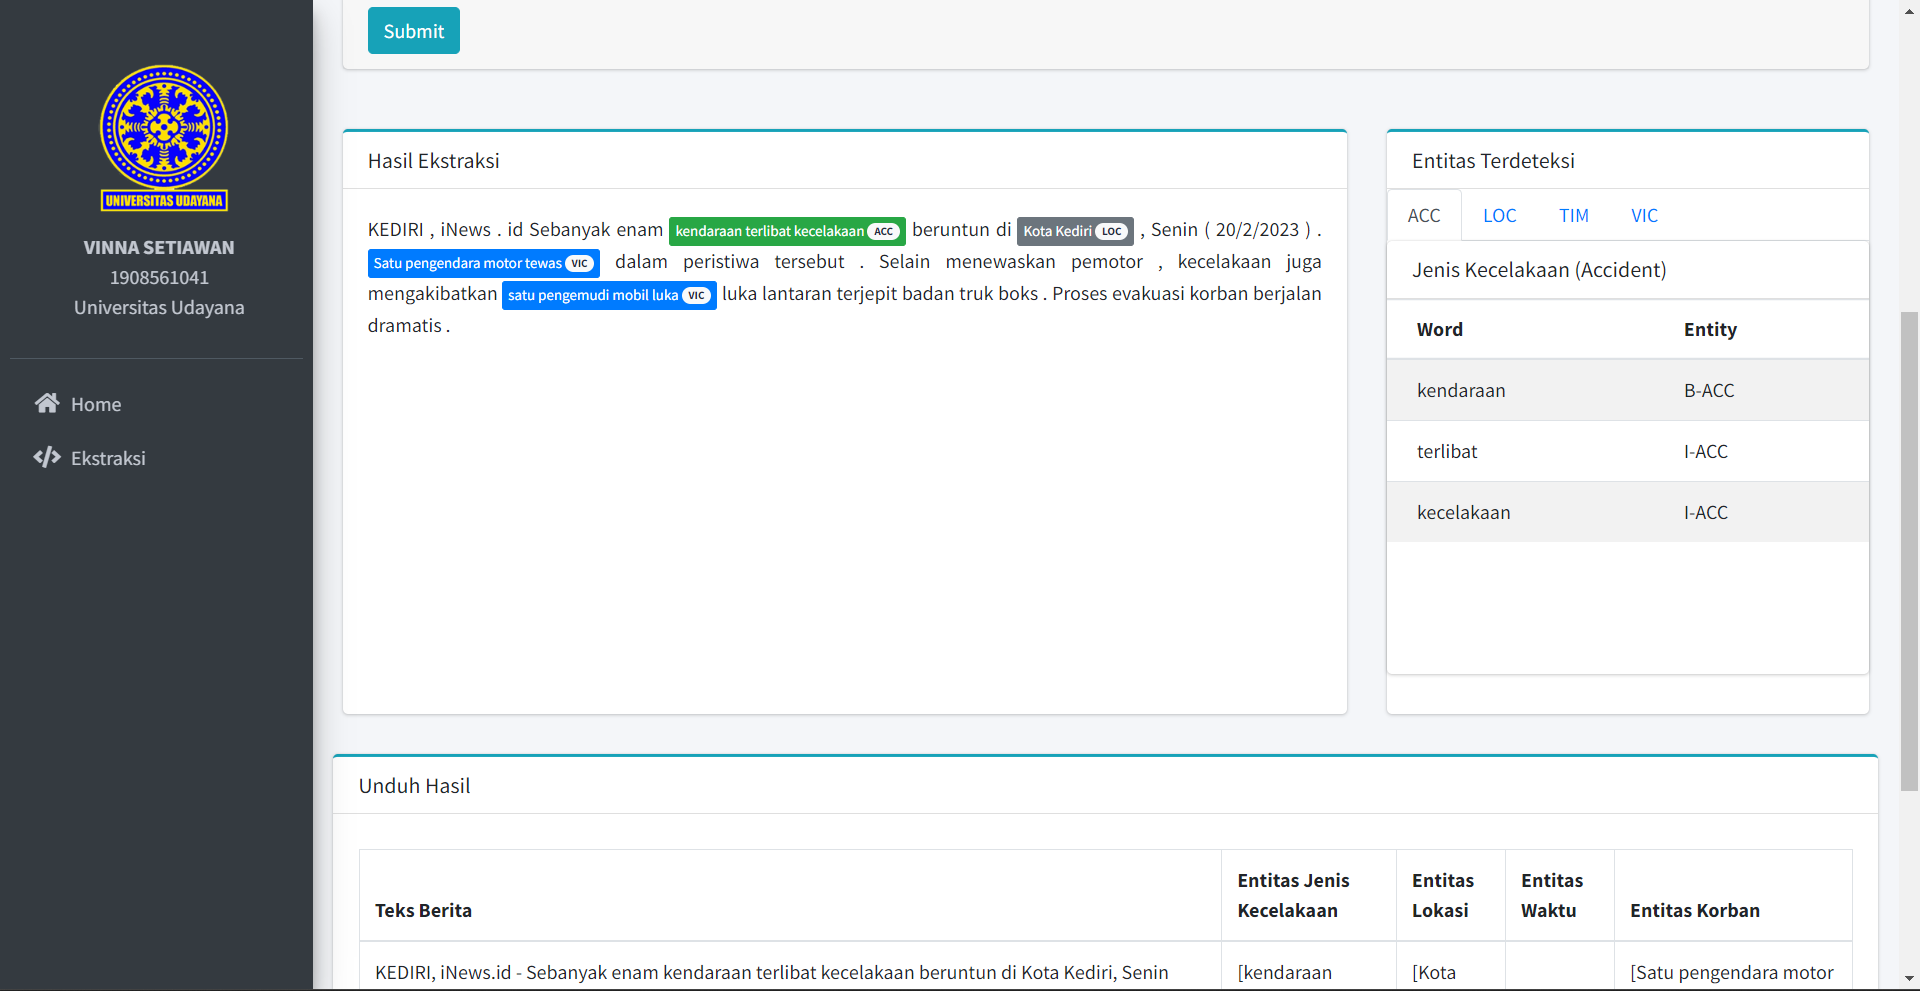 Submit
UNIVERSITAS UDAYANA
VINNA SETIAWAN
1908561041
Universitas Udayana
Home
Ekstraksi
Hasil Ekstraksi
KEDIRI , iNews . id Sebanyak enam kendaraan terlibat kecelakaan ACC beruntun di Kota Kediri LOC , Senin ( 20/2/2023 ) .
Satu pengendara motor tewas VIC dalam peristiwa tersebut . Selain menewaskan pemotor , kecelakaan juga
mengakibatkan satu pengemudi mobil luka VIC luka lantaran terjepit badan truk boks . Proses evakuasi korban berjalan
dramatis .
Entitas Terdeteksi
ACC LOC TIM VIC
Jenis Kecelakaan (Accident)
Word Entity
kendaraan B-ACC
terlibat I-ACC
kecelakaan I-ACC
Unduh Hasil
Teks Berita
Entitas Jenis
Kecelakaan
Entitas
Lokasi
Entitas
Waktu
Entitas Korban
KEDIRI, iNews.id - Sebanyak enam kendaraan terlibat kecelakaan beruntun di Kota Kediri, Senin
[kendaraan
[Kota
[Satu pengendara motor